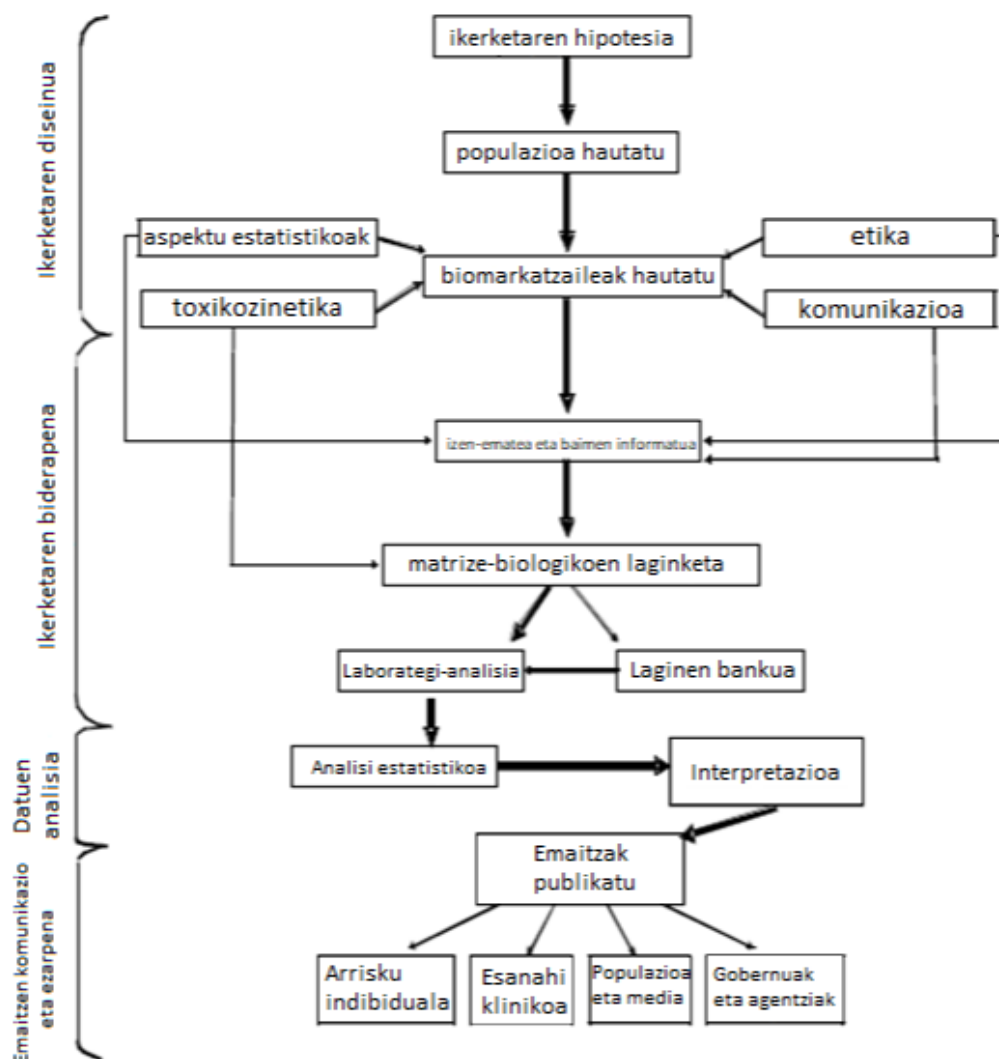 ikerketaren hipotesia
populazioa hautatu
aspektu estatistikoak
etika
biomarkatzaileak hautatu
toxikozinetika
komunikazioa
izen-ematea eta baimen informatua
matrize-biologikoen laginketa
Laborategi-analisia
Laginen bankua
Analisi estatistikoa
Interpretazioa
Emaitzak
publikatu
Arrisku
indibiduala
Esanahi
klinikoa
Populazioa
eta media
Gobernuak
eta agentziak
Ikerketaren diseinua
Ikerketaren biderapena
Datuen
analisia
Emaitzen komunikazio
eta ezarpena